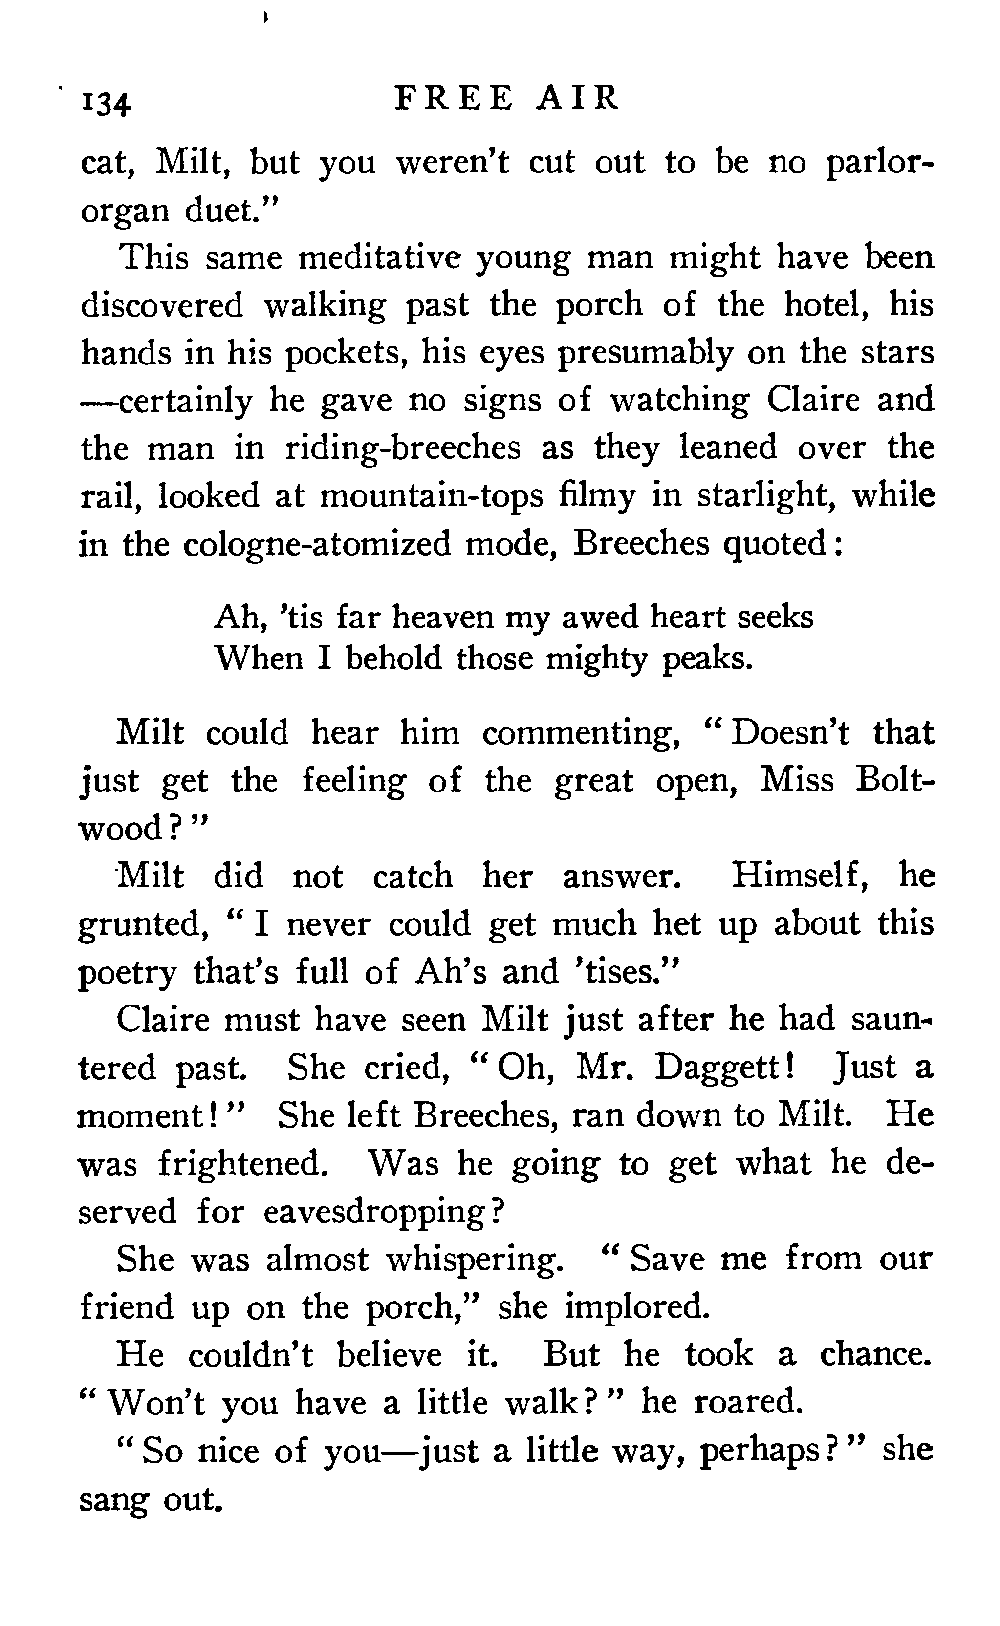 134 FREE AIR
cat, Milt, but you weren't cut out to be no parlor-
organ duet."
This same meditative young man might have been
discovered walking past the porch of the hotel, his
hands in his pockets, his eyes presumably on the stars
—certainly he gave no signs of watching Claire and
the man in riding-breeches as they leaned over the
rail, looked at mountain-tops filmy in starlight, while
in the cologne-atomized mode, Breeches quoted:
Ah, 'tis far heaven my awed heart seeks
When I behold those mighty peaks.
Milt could hear him commenting, "Doesn't that
just get the feeling of the great open, Miss Bolt-
wood?"
Milt did not catch her answer. Himself, he
grunted, "I never could get much het up about this
poetry that's full of Ah's and 'tises."
Claire must have seen Milt just after he had saun-
tered past. She cried, "Oh, Mr. Daggett! Just a
moment!" She left Breeches, ran down to Milt. He
was frightened. Was he going to get what he de-
served for eavesdropping?
She was almost whispering. "Save me from our
friend up on the porch," she implored.
He couldn't believe it. But he took a chance.
"Won't you have a little walk?" he roared.
"So nice of you—just a little way, perhaps?" she
sang out.